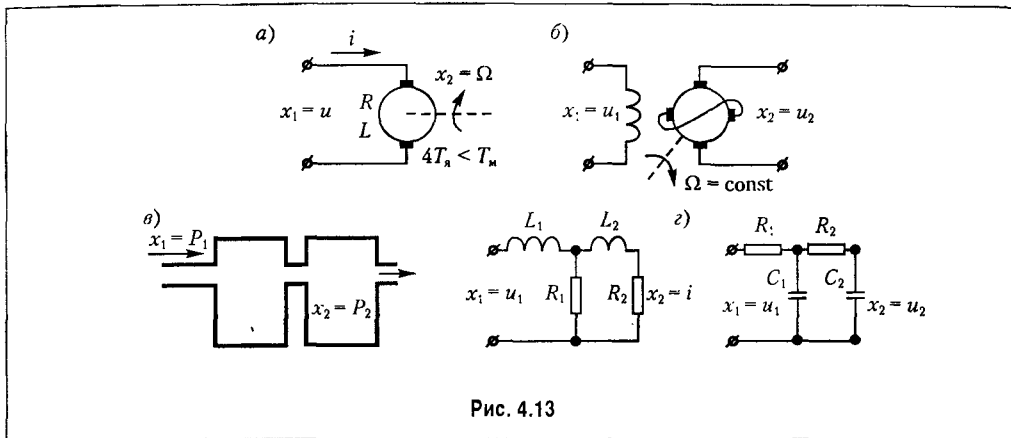 а)
i
x₁ = u
R
L
x₂ = Ω
4Tя < Tм
б)
x₁ = u₁
x₂ = u₂
Ω = const
в)
x₁ = P₁
x₂ = P₂
L₁
L₂
x₁ = u₁
R₁
R₂
x₂ = i
г)
R₁
R₂
C₁
C₂
x₁ = u₁
x₂ = u₂
Рис. 4.13